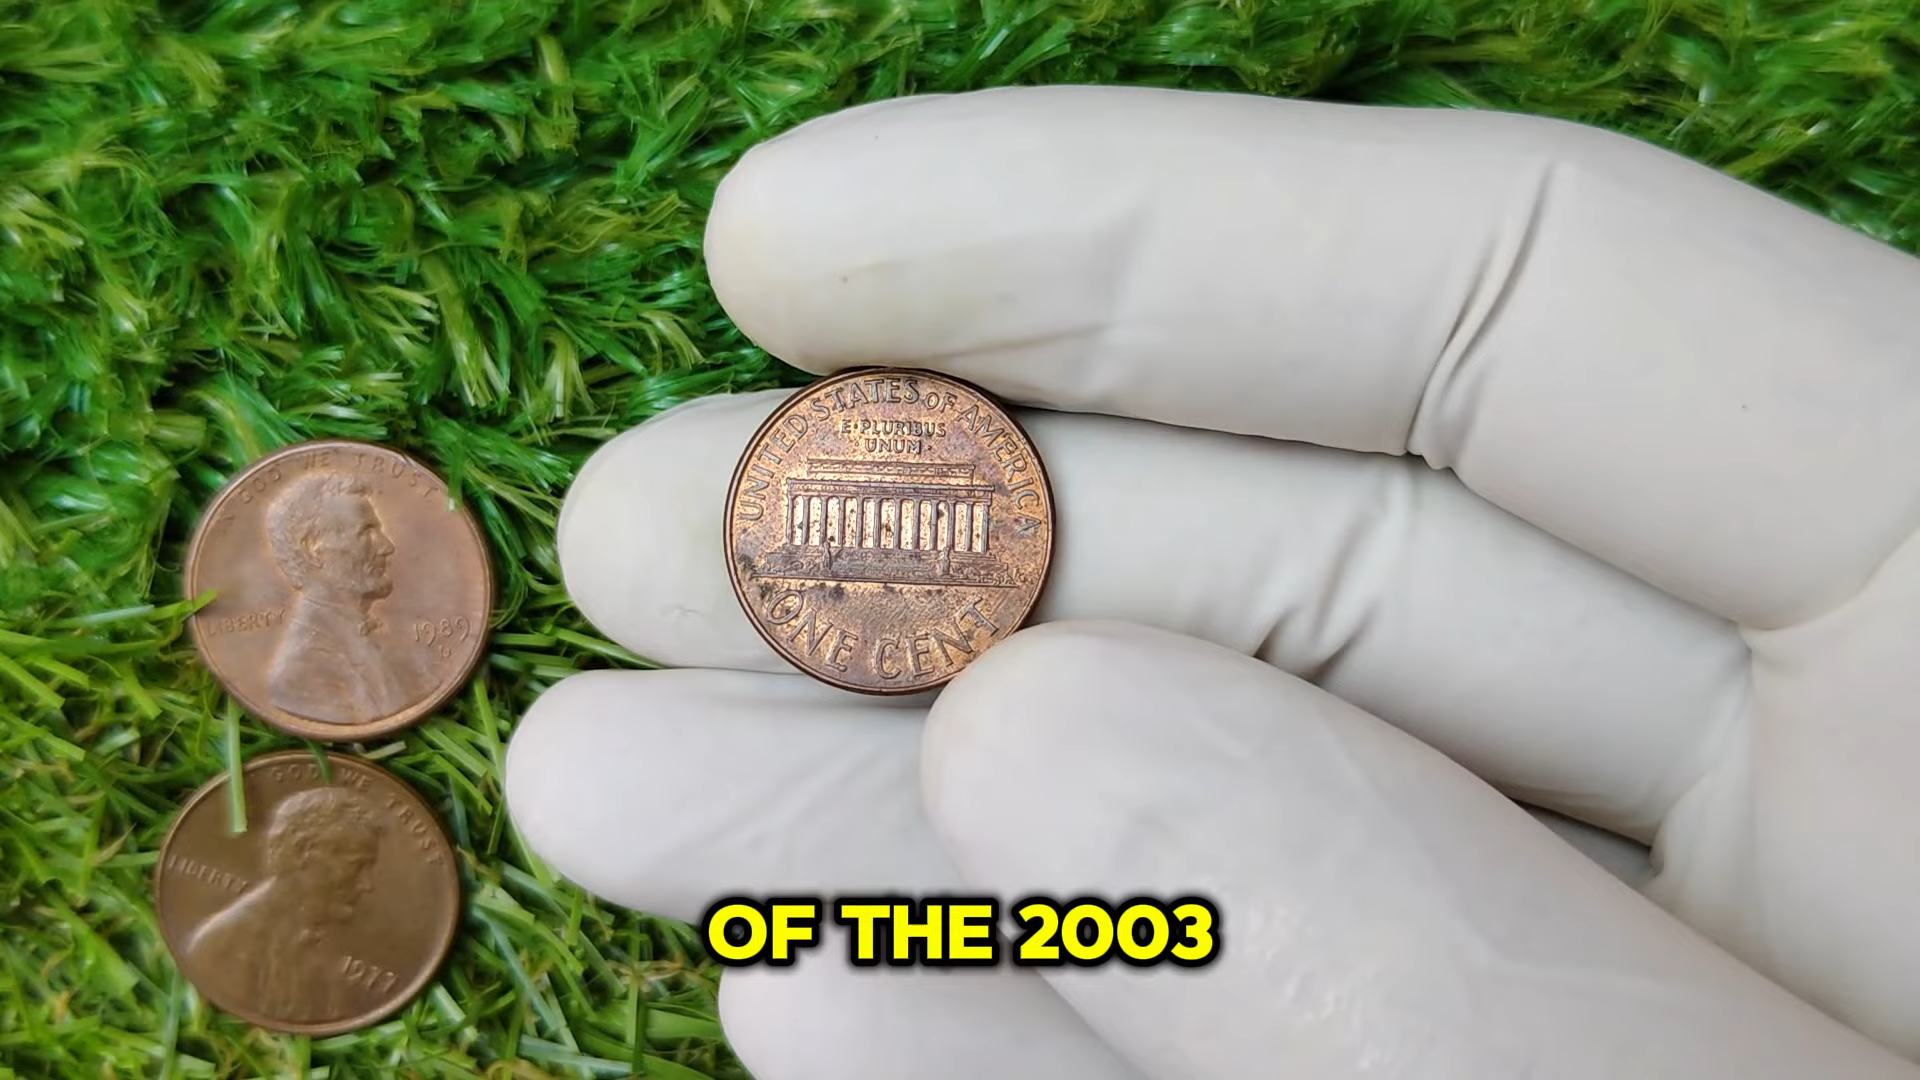 UNITED STATES OF AMERICA
E·PLURIBUS
UNUM·
ONE CENT
IN GOD WE TRUST
LIBERTY
1989
D
IN GOD WE TRUST
LIBERTY
1977
OF THE 2003